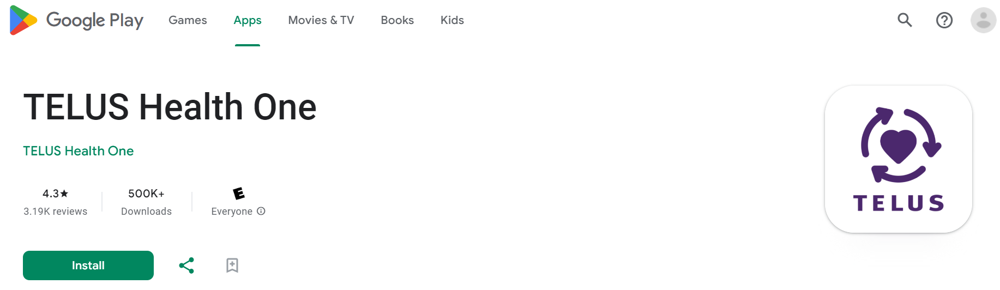 Google Play Games Apps Movies & TV Books Kids
TELUS Health One
TELUS Health One
4.3★ 500K+ E
3.19K reviews Downloads Everyone
Install
TELUS